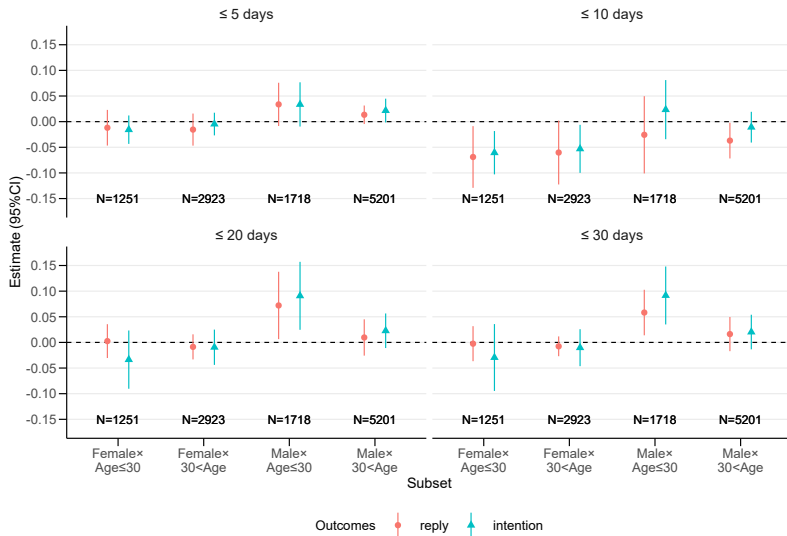 ≤ 5 days
≤ 10 days
0.15
0.10
0.05
0.00
-0.05
-0.10
-0.15
N=1251 N=2923 N=1718 N=5201
N=1251 N=2923 N=1718 N=5201
≤ 20 days
≤ 30 days
0.15
0.10
0.05
0.00
-0.05
-0.10
-0.15
N=1251 N=2923 N=1718 N=5201
N=1251 N=2923 N=1718 N=5201
Estimate (95%CI)
Female×
Age≤30
Female×
30<Age
Male×
Age≤30
Male×
30<Age
Female×
Age≤30
Female×
30<Age
Male×
Age≤30
Male×
30<Age
Subset
Outcomes reply intention